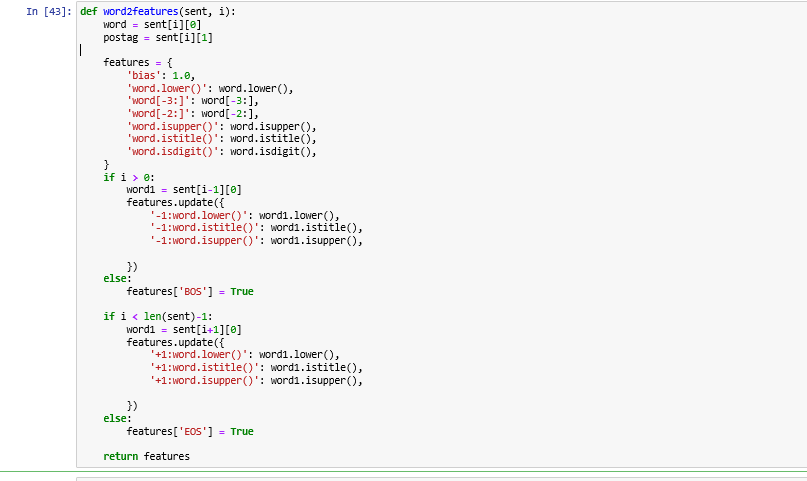 In [43]: def word2features(sent, i):
    word = sent[i][0]
    postag = sent[i][1]

    features = {
        'bias': 1.0,
        'word.lower()': word.lower(),
        'word[-3:]': word[-3:],
        'word[-2:]': word[-2:],
        'word.isupper()': word.isupper(),
        'word.istitle()': word.istitle(),
        'word.isdigit()': word.isdigit(),
    }
    if i > 0:
        word1 = sent[i-1][0]
        features.update({
            '-1:word.lower()': word1.lower(),
            '-1:word.istitle()': word1.istitle(),
            '-1:word.isupper()': word1.isupper(),

        })
    else:
        features['BOS'] = True

    if i < len(sent)-1:
        word1 = sent[i+1][0]
        features.update({
            '+1:word.lower()': word1.lower(),
            '+1:word.istitle()': word1.istitle(),
            '+1:word.isupper()': word1.isupper(),

        })
    else:
        features['EOS'] = True

    return features